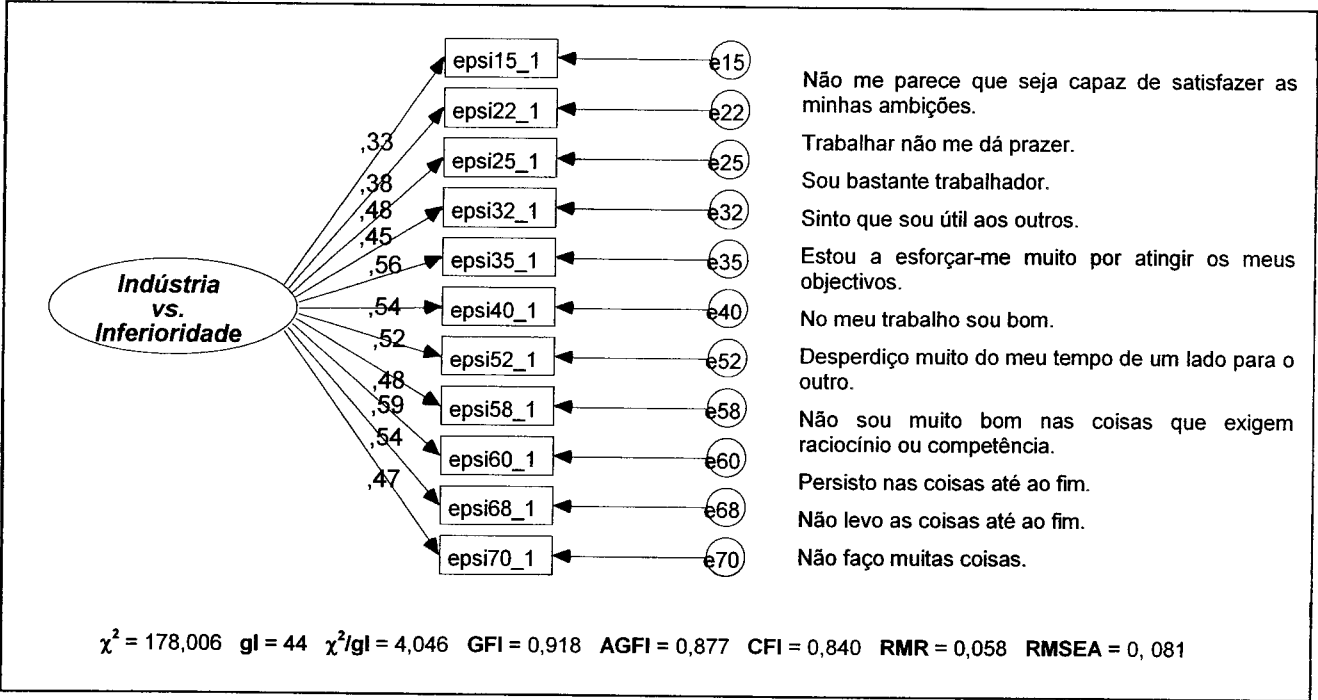 epsi15_1 e15
epsi22_1 e22
epsi25_1 e25
epsi32_1 e32
epsi35_1 e35
epsi40_1 e40
epsi52_1 e52
epsi58_1 e58
epsi60_1 e60
epsi68_1 e68
epsi70_1 e70
,33
,38
,48
,45
,56
,54
,52
,48
,59
,54
,47
Indústria
vs.
Inferioridade
Não me parece que seja capaz de satisfazer as
minhas ambições.
Trabalhar não me dá prazer.
Sou bastante trabalhador.
Sinto que sou útil aos outros.
Estou a esforçar-me muito por atingir os meus
objectivos.
No meu trabalho sou bom.
Desperdiço muito do meu tempo de um lado para o
outro.
Não sou muito bom nas coisas que exigem
raciocínio ou competência.
Persisto nas coisas até ao fim.
Não levo as coisas até ao fim.
Não faço muitas coisas.
χ² = 178,006 gl = 44 χ²/gl = 4,046 GFI = 0,918 AGFI = 0,877 CFI = 0,840 RMR = 0,058 RMSEA = 0, 081